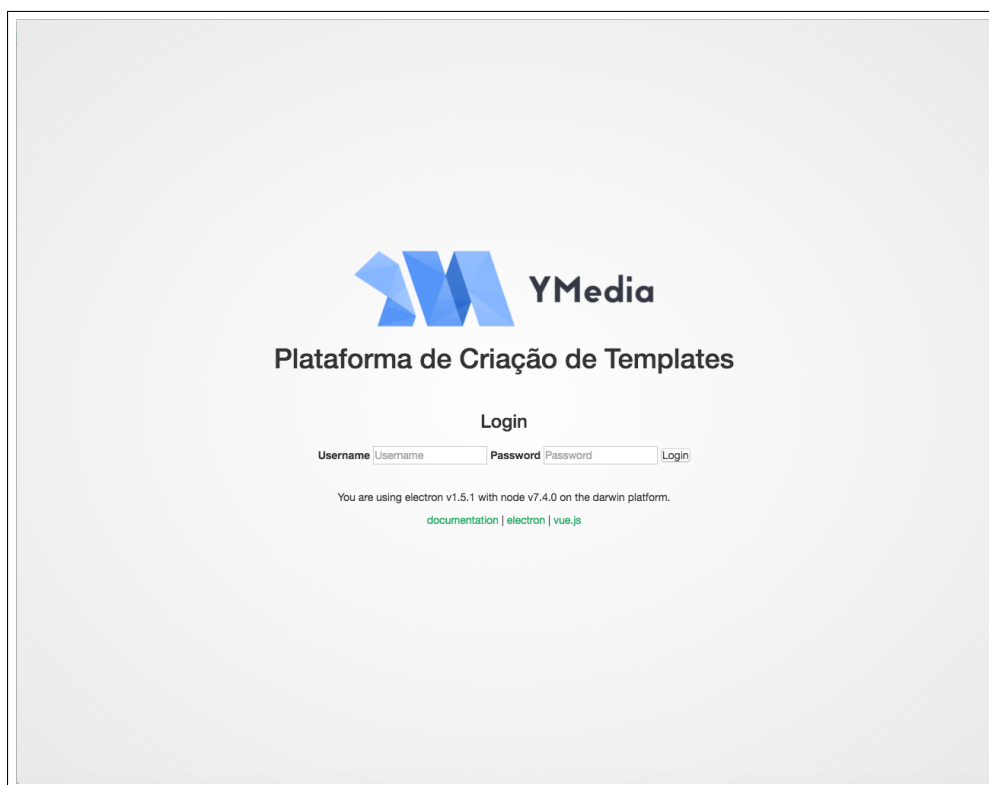 YMedia
Plataforma de Criação de Templates
Login
Username Username Password Password Login
You are using electron v1.5.1 with node v7.4.0 on the darwin platform.
documentation | electron | vue.js